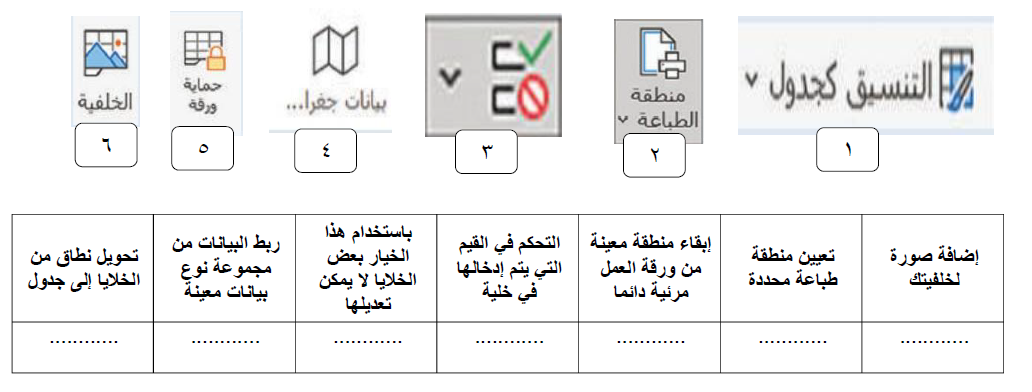 التنسيق كجدول
منطقة
الطباعة
بيانات جغرا...
حماية
ورقة
الخلفية
١
٢
٣
٤
٥
٦
إضافة صورة
لخلفيتك
تعيين منطقة
طباعة محددة
إبقاء منطقة معينة
من ورقة العمل
مرئية دائما
التحكم في القيم
التي يتم إدخالها
في خلية
باستخدام هذا
الخيار بعض
الخلايا لا يمكن
تعديلها
ربط البيانات من
مجموعة نوع
بيانات معينة
تحويل نطاق من
الخلايا إلى جدول
............
............
............
............
............
............
............